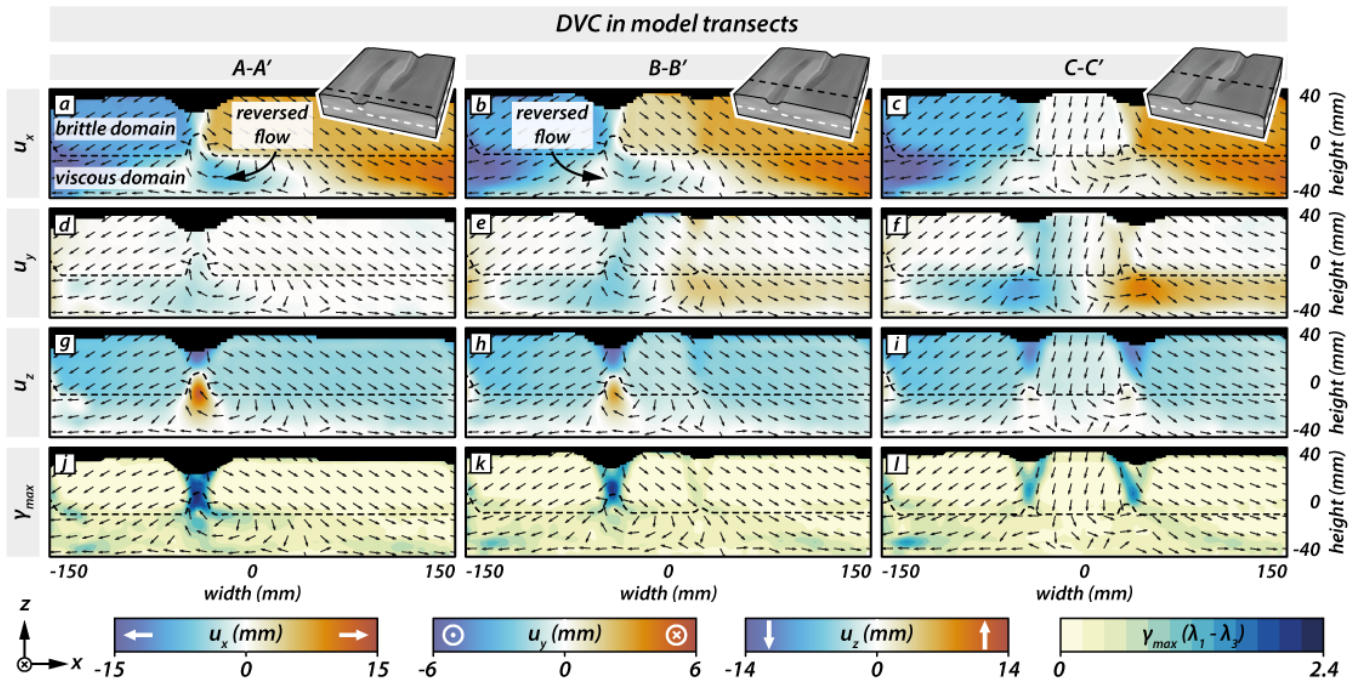 DVC in model transects
A-A’
B-B’
C-C’
a
brittle domain
reversed
flow
viscous domain
b
reversed
flow
c
u_x
40
0
-40
height (mm)
d
e
f
u_y
40
0
-40
height (mm)
g
h
i
u_z
40
0
-40
height (mm)
j
k
l
γ_max
40
0
-40
height (mm)
-150 0 150
width (mm)
-150 0 150
width (mm)
-150 0 150
width (mm)
z
x
u_x (mm)
-15 0 15
u_y (mm)
-6 0 6
u_z (mm)
-14 0 14
γ_max (λ_1 - λ_3)
0 2.4